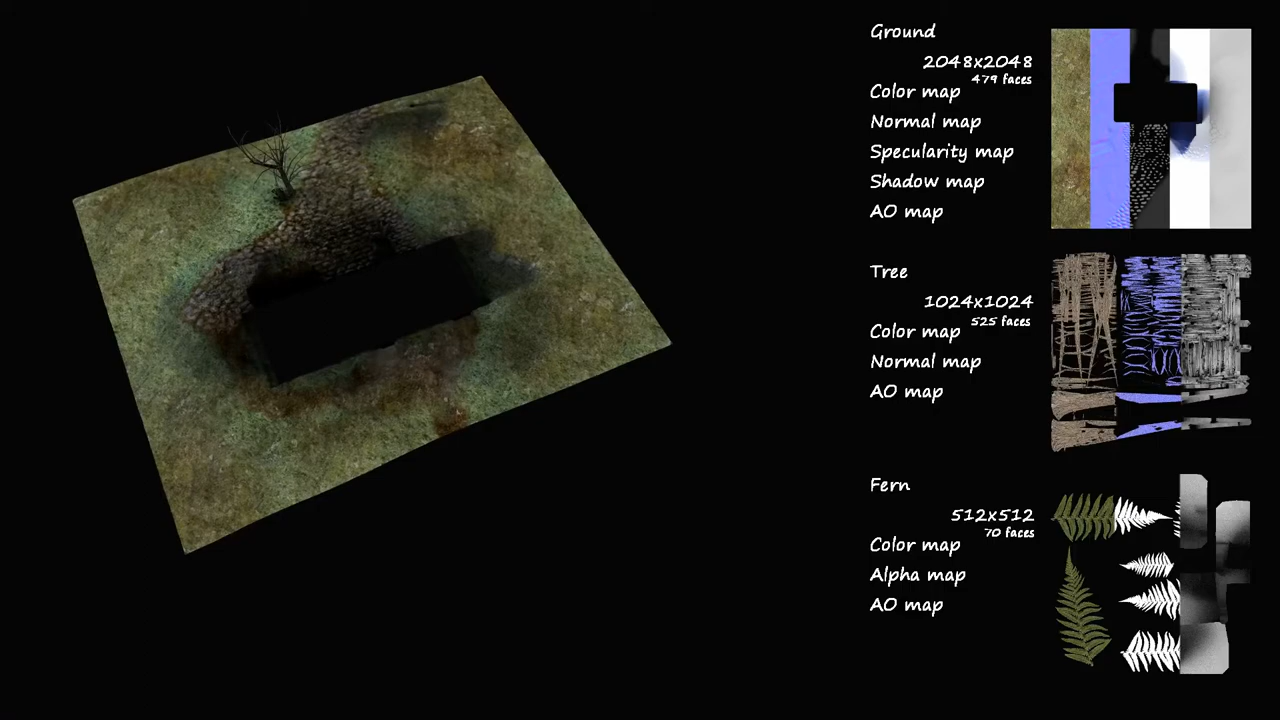 Ground
2048x2048
479 faces
Color map
Normal map
Specularity map
Shadow map
AO map
Tree
1024x1024
525 faces
Color map
Normal map
AO map
Fern
512x512
70 faces
Color map
Alpha map
AO map